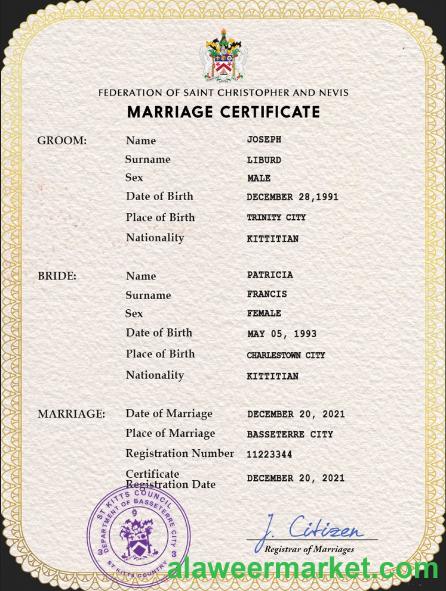 FEDERATION OF SAINT CHRISTOPHER AND NEVIS
MARRIAGE CERTIFICATE
GROOM: Name JOSEPH
Surname LIBURD
Sex MALE
Date of Birth DECEMBER 28,1991
Place of Birth TRINITY CITY
Nationality KITTITIAN
BRIDE: Name PATRICIA
Surname FRANCIS
Sex FEMALE
Date of Birth MAY 05, 1993
Place of Birth CHARLESTOWN CITY
Nationality KITTITIAN
MARRIAGE: Date of Marriage DECEMBER 20, 2021
Place of Marriage BASSETERRE CITY
Registration Number 11223344
Certificate
Registration Date DECEMBER 20, 2021
ST KITTS COUNCIL
DEPARTMENT OF BASSETERRE CITY
9
3 3
ST KITTS COUNTRY
J. Citizen
Registrar of Marriages
alaweermarket.com